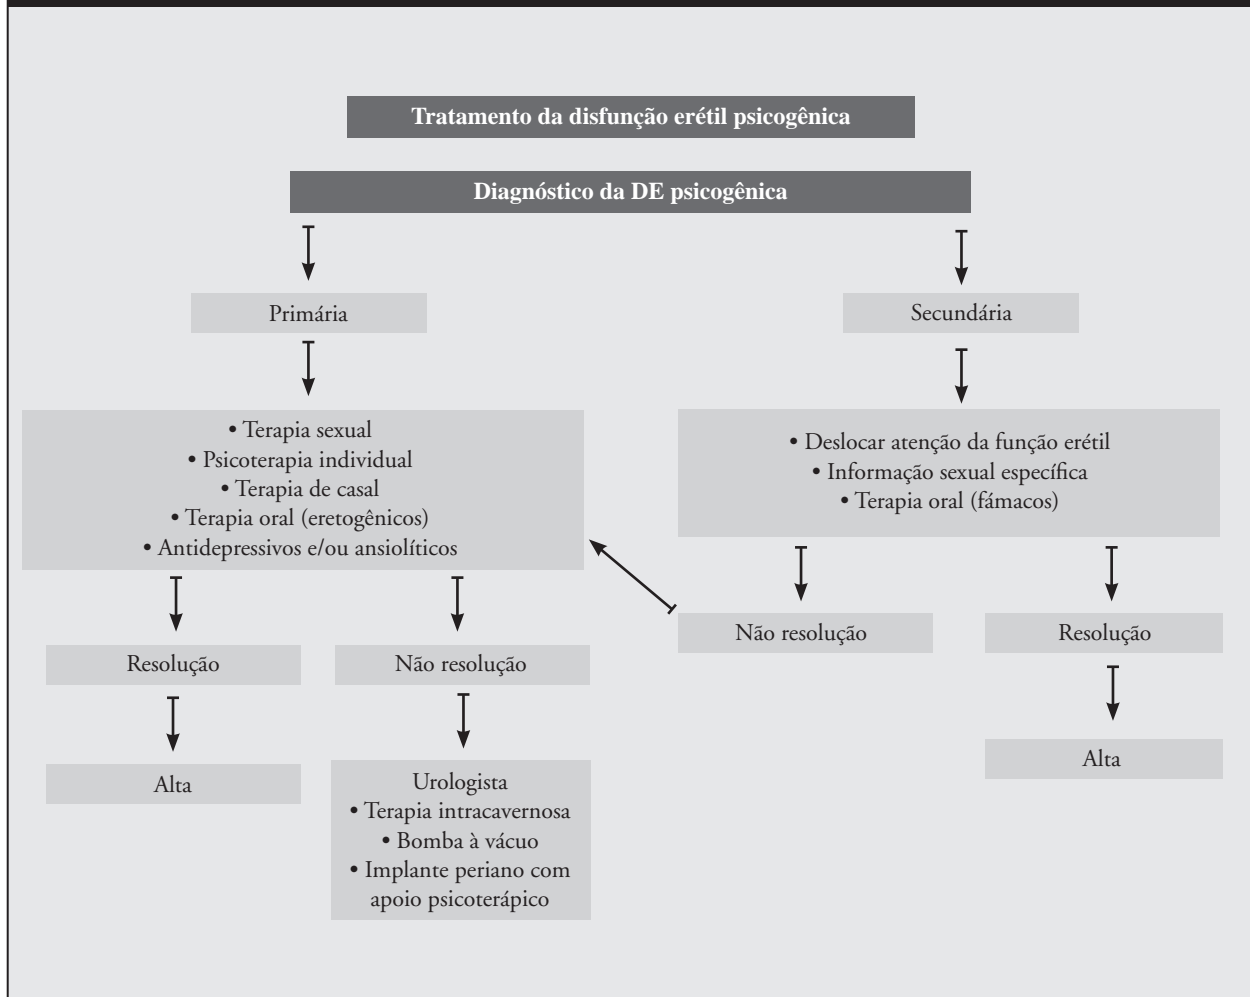 Tratamento da disfunção erétil psicogênica
Diagnóstico da DE psicogênica
Primária
Secundária
• Terapia sexual
• Psicoterapia individual
• Terapia de casal
• Terapia oral (eretogênicos)
• Antidepressivos e/ou ansiolíticos
• Deslocar atenção da função erétil
• Informação sexual específica
• Terapia oral (fámacos)
Resolução
Não resolução
Não resolução
Resolução
Alta
Urologista
• Terapia intracavernosa
• Bomba à vácuo
• Implante periano com
apoio psicoterápico
Alta